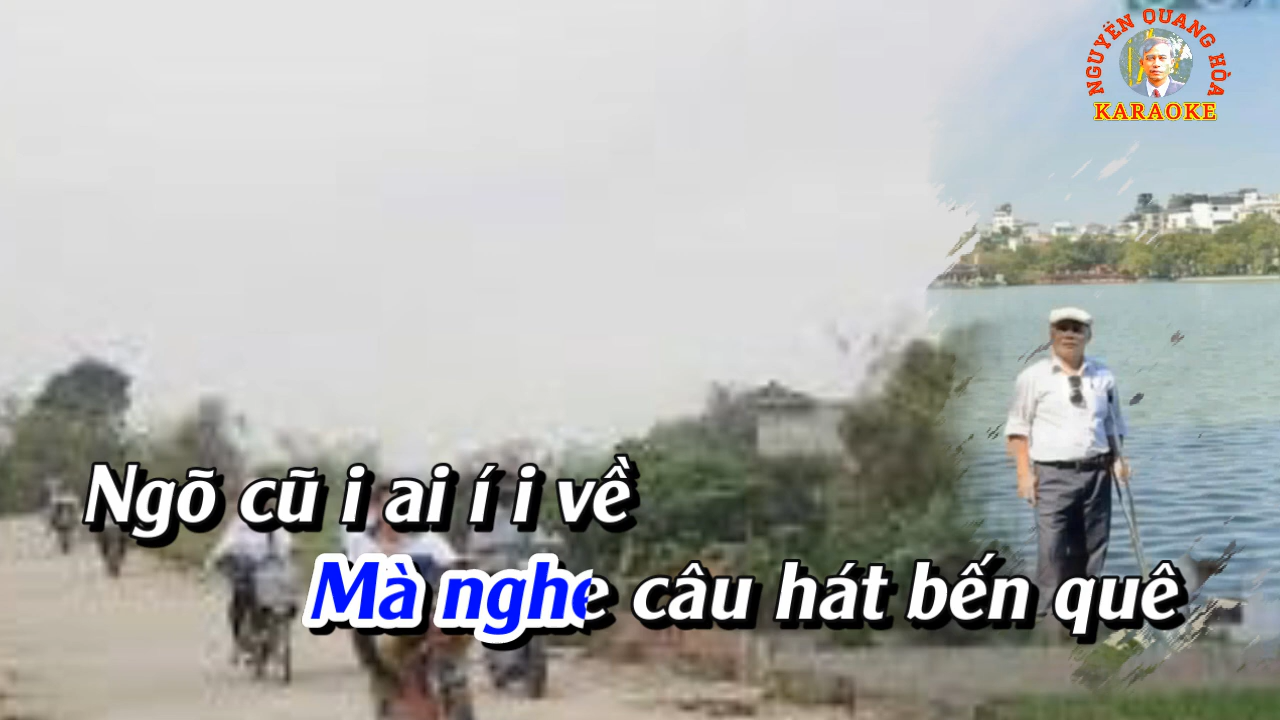 NGUYỄN QUANG HÒA
KARAOKE
Ngõ cũ i ai í i về
Mà nghe câu hát bến quê